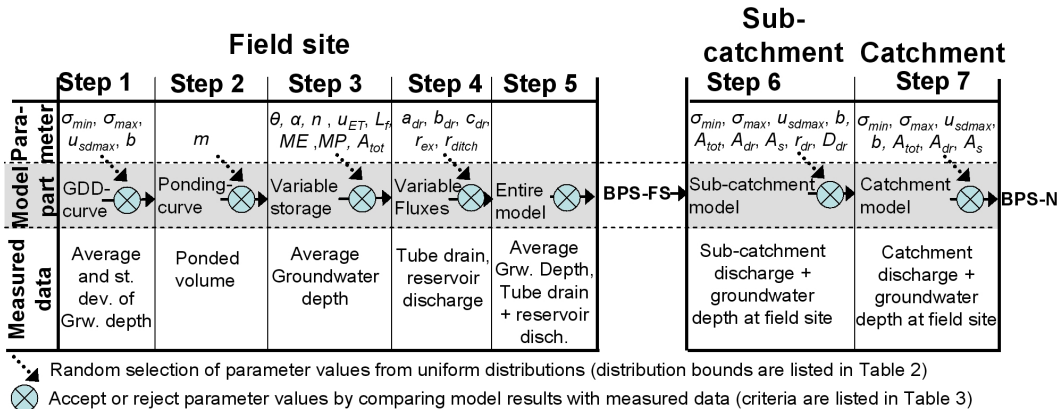 Field site
Sub-
catchment
Catchment
Step 1
Step 2
Step 3
Step 4
Step 5
Step 6
Step 7
Para-
meter
σmin, σmax,
usdmax, b
m
θ, α, n , uET, Lf,
ME ,MP, Atot
adr, bdr, cdr,
rex, rditch
σmin, σmax, usdmax, b,
Atot, Adr, As, rdr, Ddr
σmin, σmax, usdmax,
b, Atot, Adr, As
Model
part
GDD-
curve
Ponding-
curve
Variable
storage
Variable
Fluxes
Entire
model
BPS-FS
Sub-catchment
model
Catchment
model
BPS-N
Measured
data
Average
and st.
dev. of
Grw. depth
Ponded
volume
Average
Groundwater
depth
Tube drain,
reservoir
discharge
Average
Grw. Depth,
Tube drain
+ reservoir
disch.
Sub-catchment
discharge +
groundwater
depth at field site
Catchment
discharge +
groundwater
depth at field site
Random selection of parameter values from uniform distributions (distribution bounds are listed in Table 2)
Accept or reject parameter values by comparing model results with measured data (criteria are listed in Table 3)